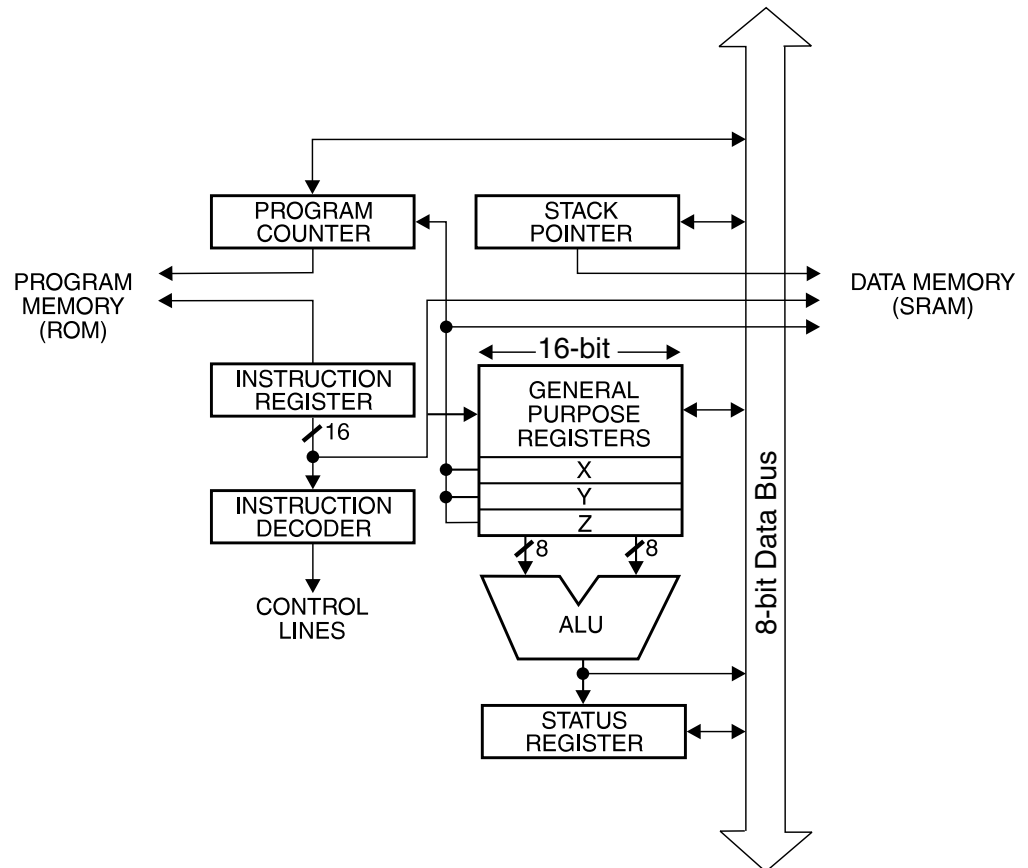 PROGRAM
COUNTER
STACK
POINTER
PROGRAM
MEMORY
(ROM)
DATA MEMORY
(SRAM)
16-bit
INSTRUCTION
REGISTER
16
GENERAL
PURPOSE
REGISTERS
X
Y
Z
INSTRUCTION
DECODER
8
8
CONTROL
LINES
ALU
8-bit Data Bus
STATUS
REGISTER